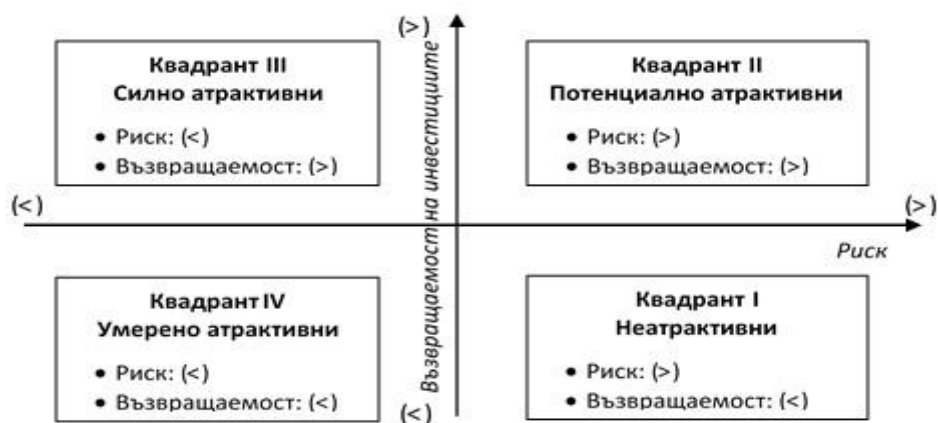 (>)
Възвращаемост на инвестициите
Квадрант III
Силно атрактивни
• Риск: (<)
• Възвращаемост: (>)
Квадрант II
Потенциално атрактивни
• Риск: (>)
• Възвращаемост: (>)
(<)
(>)
Риск
Квадрант IV
Умерено атрактивни
• Риск: (<)
• Възвращаемост: (<)
Квадрант I
Неатрактивни
• Риск: (>)
• Възвращаемост: (<)
(<)